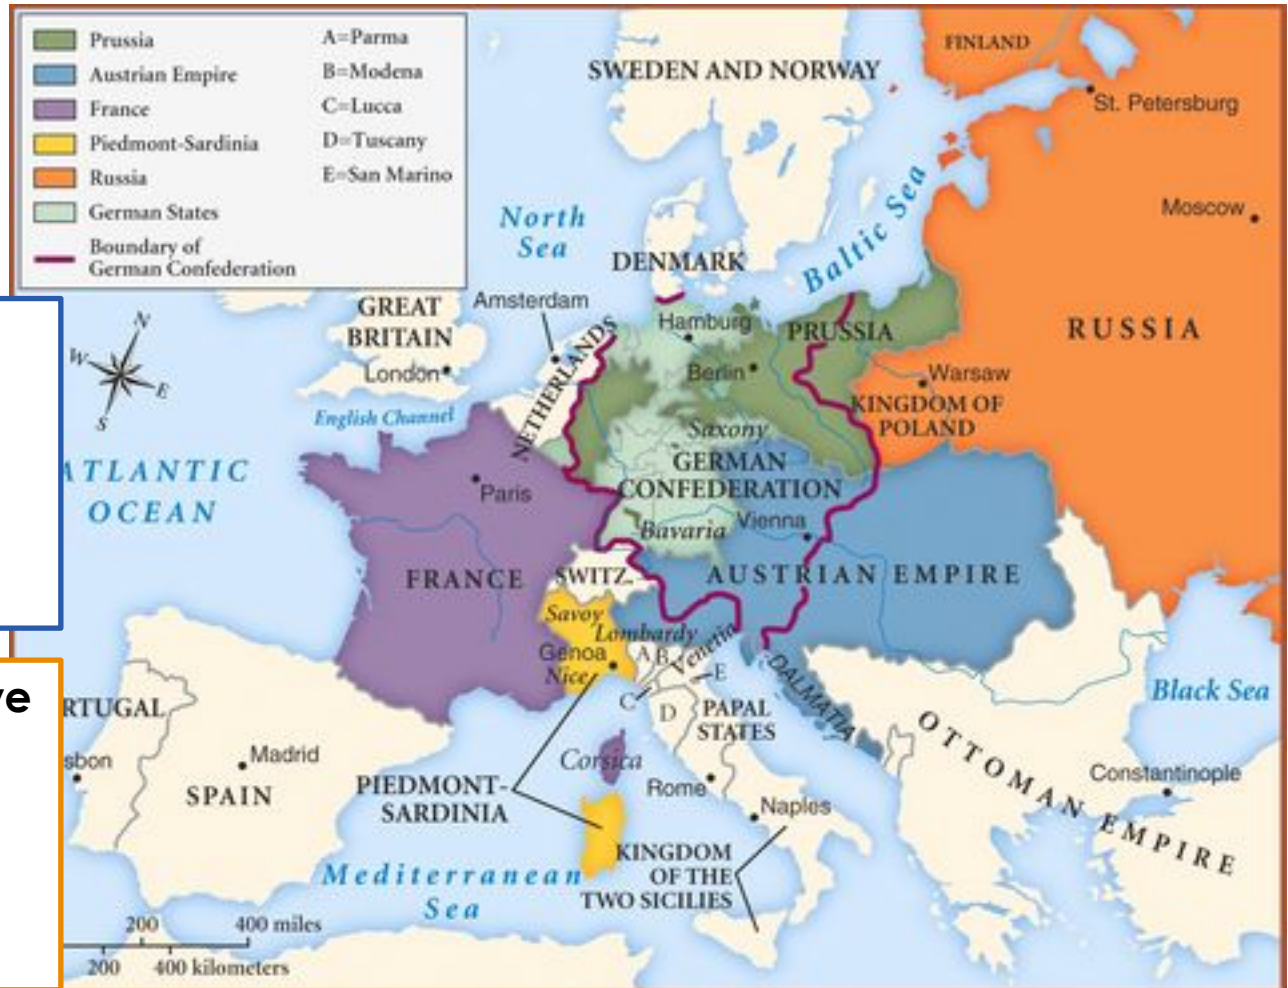 Prussia
Austrian Empire
France
Piedmont-Sardinia
Russia
German States
Boundary of
German Confederation
A=Parma
B=Modena
C=Lucca
D=Tuscany
E=San Marino
FINLAND
SWEDEN AND NORWAY
St. Petersburg
Moscow
North
Sea
Baltic Sea
DENMARK
GREAT
BRITAIN
London
Amsterdam
NETHERLANDS
Hamburg
PRUSSIA
Berlin
RUSSIA
Warsaw
KINGDOM OF
POLAND
N
W
E
S
English Channel
ATLANTIC
OCEAN
Paris
Saxony
GERMAN
CONFEDERATION
Bavaria
Vienna
FRANCE
SWITZ.
AUSTRIAN EMPIRE
Savoy
Lombardy
Venetia
Genoa
Nice
A
B
C
D
E
DALMATIA
PAPAL
STATES
Black Sea
OTTOMAN EMPIRE
Constantinople
ve
RTUGAL
sbon
Madrid
SPAIN
Corsica
PIEDMONT-
SARDINIA
Rome
Naples
KINGDOM
OF THE
TWO SICILIES
Mediterranean
Sea
200 400 miles
200 400 kilometers